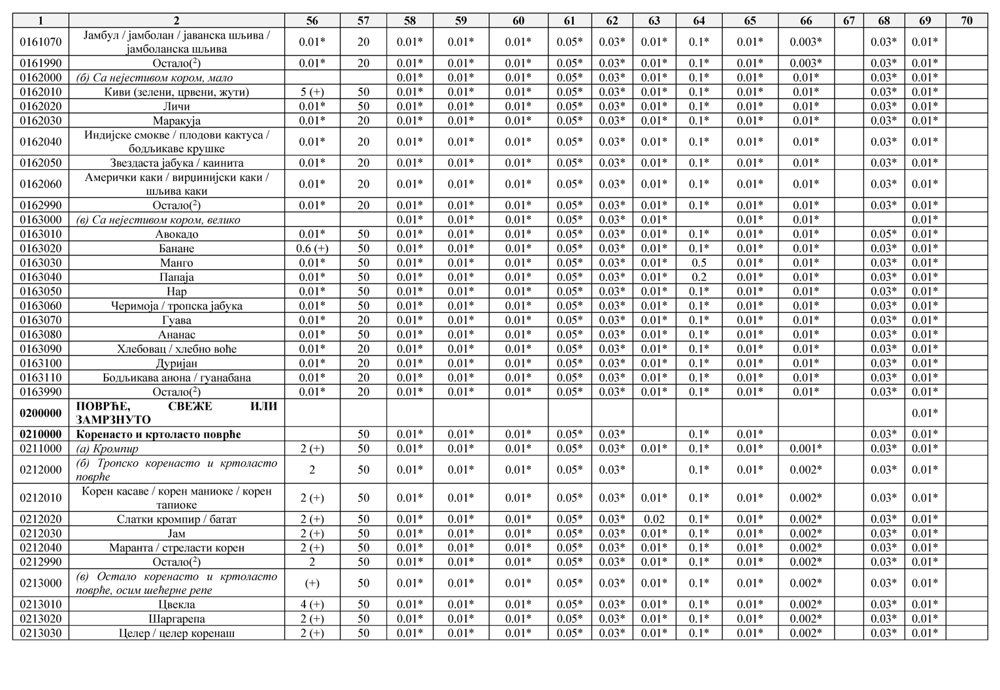 1 2 56 57 58 59 60 61 62 63 64 65 66 67 68 69 70
0161070 Јамбул / јамболан / јаванска шљива / јамболанска шљива 0.01* 20 0.01* 0.01* 0.01* 0.05* 0.03* 0.01* 0.1* 0.01* 0.003* 0.03* 0.01*
0161990 Остало(²) 0.01* 20 0.01* 0.01* 0.01* 0.05* 0.03* 0.01* 0.1* 0.01* 0.003* 0.03* 0.01*
0162000 (б) Са нејестивом кором, мало 0.01* 0.01* 0.01* 0.05* 0.03* 0.01* 0.1* 0.01* 0.01* 0.03* 0.01*
0162010 Киви (зелени, црвени, жути) 5 (+) 50 0.01* 0.01* 0.01* 0.05* 0.03* 0.01* 0.1* 0.01* 0.01* 0.03* 0.01*
0162020 Личи 0.01* 50 0.01* 0.01* 0.01* 0.05* 0.03* 0.01* 0.1* 0.01* 0.01* 0.03* 0.01*
0162030 Маракуја 0.01* 20 0.01* 0.01* 0.01* 0.05* 0.03* 0.01* 0.1* 0.01* 0.01* 0.03* 0.01*
0162040 Индијске смокве / плодови кактуса / бодљикаве крушке 0.01* 20 0.01* 0.01* 0.01* 0.05* 0.03* 0.01* 0.1* 0.01* 0.01* 0.03* 0.01*
0162050 Звездаста јабука / каинита 0.01* 20 0.01* 0.01* 0.01* 0.05* 0.03* 0.01* 0.1* 0.01* 0.01* 0.03* 0.01*
0162060 Амерички каки / вирџинијски каки / шљива каки 0.01* 20 0.01* 0.01* 0.01* 0.05* 0.03* 0.01* 0.1* 0.01* 0.01* 0.03* 0.01*
0162990 Остало(²) 0.01* 20 0.01* 0.01* 0.01* 0.05* 0.03* 0.01* 0.1* 0.01* 0.01* 0.03* 0.01*
0163000 (в) Са нејестивом кором, велико 0.01* 0.01* 0.01* 0.05* 0.03* 0.01* 0.01* 0.01* 0.01*
0163010 Авокадо 0.01* 50 0.01* 0.01* 0.01* 0.05* 0.03* 0.01* 0.1* 0.01* 0.01* 0.05* 0.01*
0163020 Банане 0.6 (+) 50 0.01* 0.01* 0.01* 0.05* 0.03* 0.01* 0.1* 0.01* 0.01* 0.03* 0.01*
0163030 Манго 0.01* 50 0.01* 0.01* 0.01* 0.05* 0.03* 0.01* 0.5 0.01* 0.01* 0.03* 0.01*
0163040 Папаја 0.01* 50 0.01* 0.01* 0.01* 0.05* 0.03* 0.01* 0.2 0.01* 0.01* 0.03* 0.01*
0163050 Нар 0.01* 50 0.01* 0.01* 0.01* 0.05* 0.03* 0.01* 0.1* 0.01* 0.01* 0.03* 0.01*
0163060 Черимоја / тропска јабука 0.01* 50 0.01* 0.01* 0.01* 0.05* 0.03* 0.01* 0.1* 0.01* 0.01* 0.03* 0.01*
0163070 Гуава 0.01* 20 0.01* 0.01* 0.01* 0.05* 0.03* 0.01* 0.1* 0.01* 0.01* 0.03* 0.01*
0163080 Ананас 0.01* 50 0.01* 0.01* 0.01* 0.05* 0.03* 0.01* 0.1* 0.01* 0.01* 0.03* 0.01*
0163090 Хлебовац / хлебно воће 0.01* 20 0.01* 0.01* 0.01* 0.05* 0.03* 0.01* 0.1* 0.01* 0.01* 0.03* 0.01*
0163100 Дуријан 0.01* 20 0.01* 0.01* 0.01* 0.05* 0.03* 0.01* 0.1* 0.01* 0.01* 0.03* 0.01*
0163110 Бодљикава анона / гуанабана 0.01* 20 0.01* 0.01* 0.01* 0.05* 0.03* 0.01* 0.1* 0.01* 0.01* 0.03* 0.01*
0163990 Остало(²) 0.01* 20 0.01* 0.01* 0.01* 0.05* 0.03* 0.01* 0.1* 0.01* 0.01* 0.03* 0.01*
0200000 ПОВРЋЕ, СВЕЖЕ ИЛИ ЗАМРЗНУТО 0.01*
0210000 Коренасто и кртоласто поврће 50 0.01* 0.01* 0.01* 0.05* 0.03* 0.1* 0.01* 0.03* 0.01*
0211000 (а) Кромпир 2 (+) 50 0.01* 0.01* 0.01* 0.05* 0.03* 0.01* 0.1* 0.01* 0.001* 0.03* 0.01*
0212000 (б) Тропско коренасто и кртоласто поврће 2 50 0.01* 0.01* 0.01* 0.05* 0.03* 0.1* 0.01* 0.002* 0.03* 0.01*
0212010 Корен касаве / корен маниоке / корен тапиоке 2 (+) 50 0.01* 0.01* 0.01* 0.05* 0.03* 0.01* 0.1* 0.01* 0.002* 0.03* 0.01*
0212020 Слатки кромпир / батат 2 (+) 50 0.01* 0.01* 0.01* 0.05* 0.03* 0.02 0.1* 0.01* 0.002* 0.03* 0.01*
0212030 Јам 2 (+) 50 0.01* 0.01* 0.01* 0.05* 0.03* 0.01* 0.1* 0.01* 0.002* 0.03* 0.01*
0212040 Маранта / стреласти корен 2 (+) 50 0.01* 0.01* 0.01* 0.05* 0.03* 0.01* 0.1* 0.01* 0.002* 0.03* 0.01*
0212990 Остало(²) 2 50 0.01* 0.01* 0.01* 0.05* 0.03* 0.01* 0.1* 0.01* 0.002* 0.03* 0.01*
0213000 (в) Остало коренасто и кртоласто поврће, осим шећерне репе (+) 50 0.01* 0.01* 0.01* 0.05* 0.03* 0.01* 0.1* 0.01* 0.002* 0.03* 0.01*
0213010 Цвекла 4 (+) 50 0.01* 0.01* 0.01* 0.05* 0.03* 0.01* 0.1* 0.01* 0.002* 0.03* 0.01*
0213020 Шаргарепа 2 (+) 50 0.01* 0.01* 0.01* 0.05* 0.03* 0.01* 0.1* 0.01* 0.002* 0.03* 0.01*
0213030 Целер / целер коренаш 2 (+) 50 0.01* 0.01* 0.01* 0.05* 0.03* 0.01* 0.1* 0.01* 0.002* 0.03* 0.01*